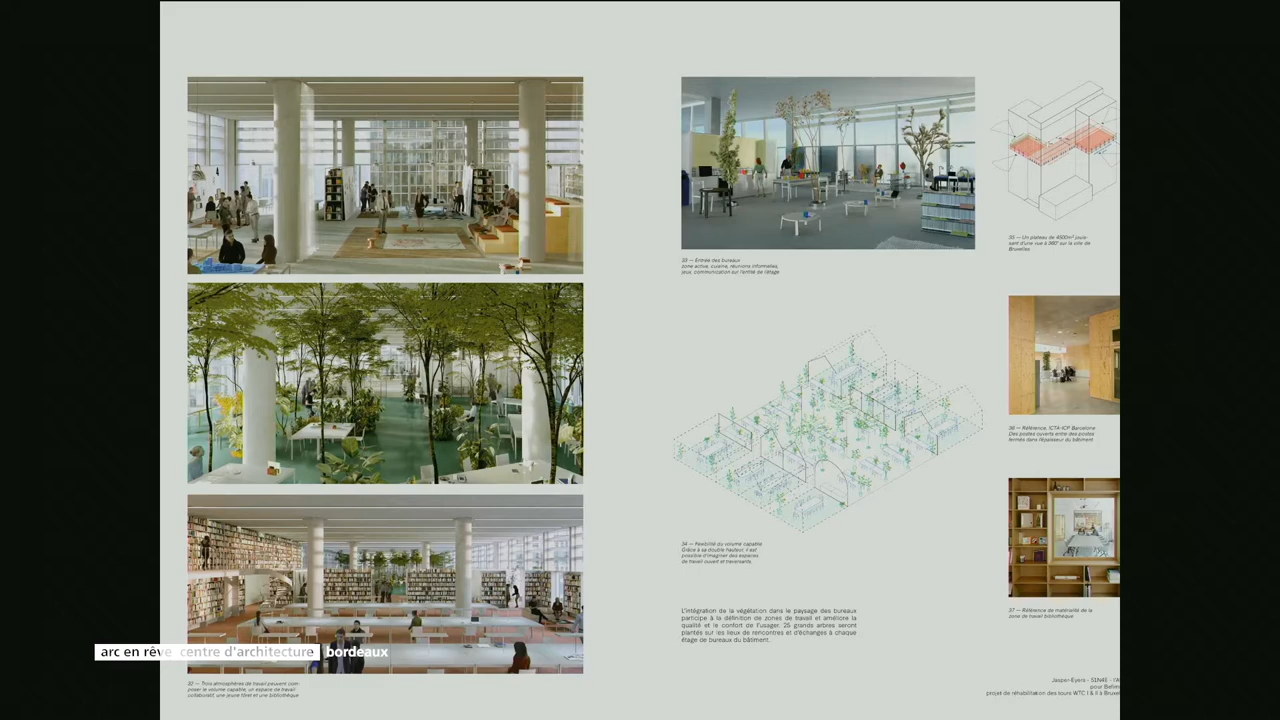 33 — Entrée des bureaux
zone active, cuisine, réunions informelles,
jeux, communication sur l'entité de l'étage
35 — Un plateau de 4500m² jouis-
sant d'une vue à 360° sur la ville de
Bruxelles
36 — Référence, ICTA-ICP Barcelone
Des postes ouverts entre des postes
fermés dans l'épaisseur du bâtiment
34 — Flexibilité du volume capable
Grâce à sa double hauteur, il est
possible d'imaginer des espaces
de travail ouvert et traversants.
37 — Référence de matérialité de la
zone de travail bibliothèque
L'intégration de la végétation dans le paysage des bureaux
participe à la définition de zones de travail et améliore la
qualité et le confort de l'usager. 25 grands arbres seront
plantés sur les lieux de rencontres et d'échanges à chaque
étage de bureaux du bâtiment.
arc en rêve centre d'architecture bordeaux
32 — Trois atmosphères de travail peuvent com-
poser le volume capable, un espace de travail
collaboratif, une jeune forêt et une bibliothèque
Jasper-Eyers - 51N4E - l'A
pour Befim
projet de réhabilitation des tours WTC I & II à Bruxe